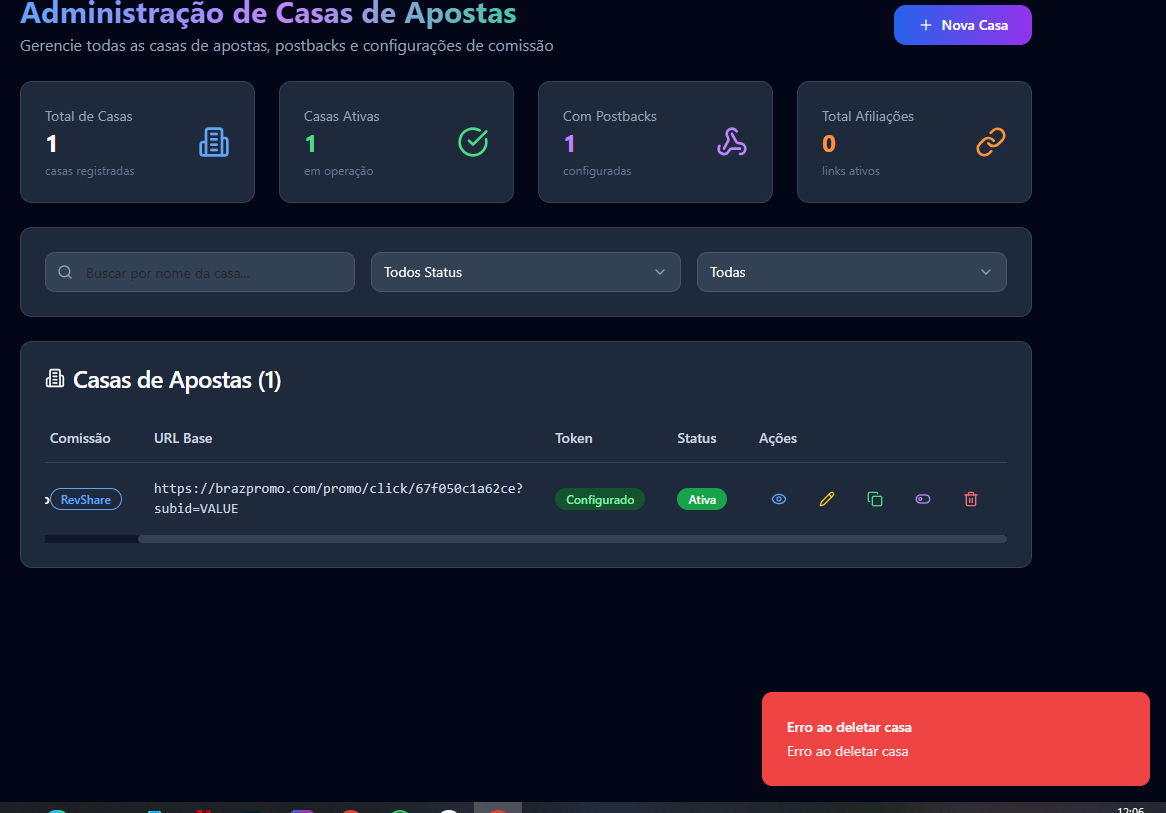 Administração de Casas de Apostas
Gerencie todas as casas de apostas, postbacks e configurações de comissão
+ Nova Casa
Total de Casas
1
casas registradas
Casas Ativas
1
em operação
Com Postbacks
1
configuradas
Total Afiliações
0
links ativos
Buscar por nome da casa...
Todos Status
Todas
Casas de Apostas (1)
Comissão URL Base Token Status Ações
RevShare
https://brazpromo.com/promo/click/67f050c1a62ce?
subid=VALUE
Configurado
Ativa
Erro ao deletar casa
Erro ao deletar casa
12:06